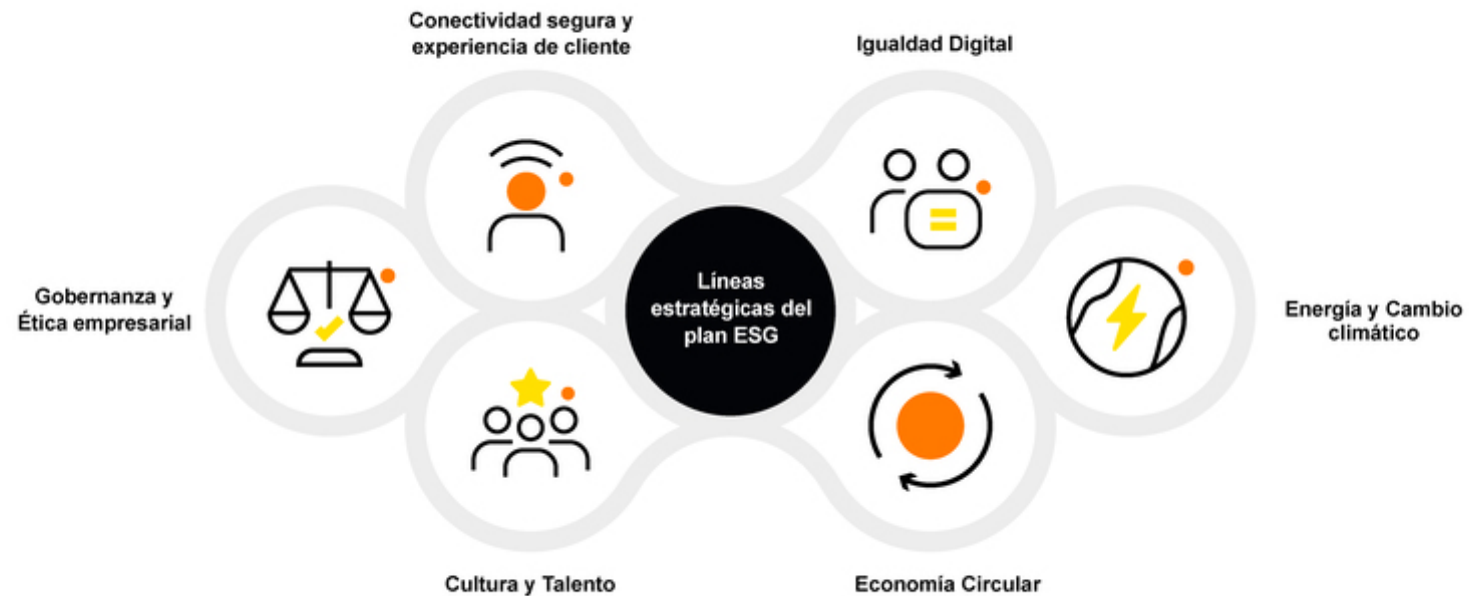 Conectividad segura y
experiencia de cliente
Igualdad Digital
Gobernanza y
Ética empresarial
Líneas
estratégicas del
plan ESG
Energía y Cambio
climático
Cultura y Talento
Economía Circular